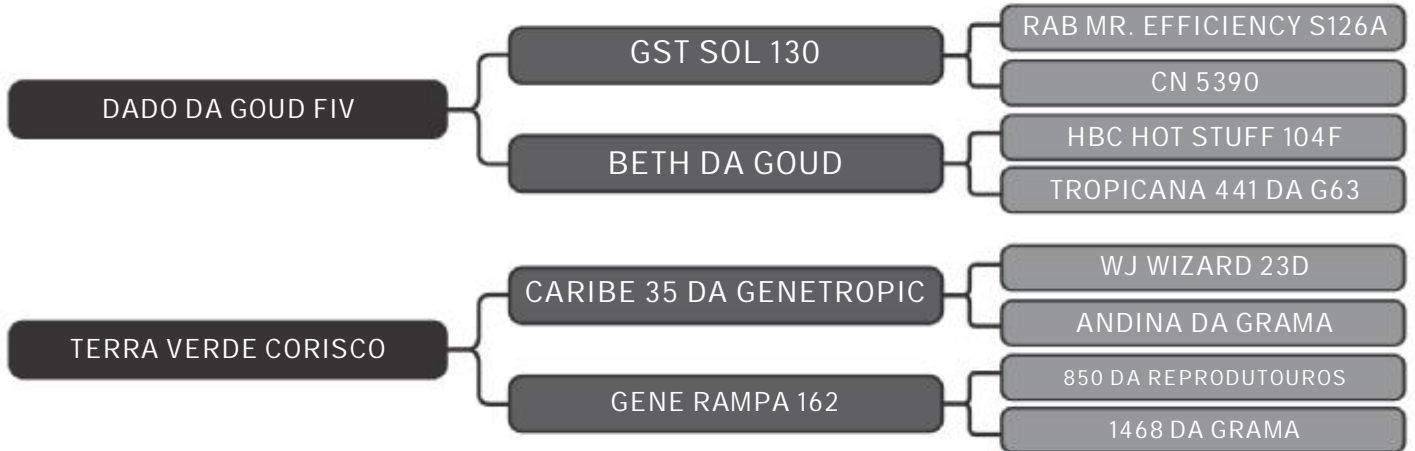 DADO DA GOUD FIV
GST SOL 130
RAB MR. EFFICIENCY S126A
CN 5390
BETH DA GOUD
HBC HOT STUFF 104F
TROPICANA 441 DA G63
TERRA VERDE CORISCO
CARIBE 35 DA GENETROPIC
WJ WIZARD 23D
ANDINA DA GRAMA
GENE RAMPA 162
850 DA REPRODUTOUROS
1468 DA GRAMA